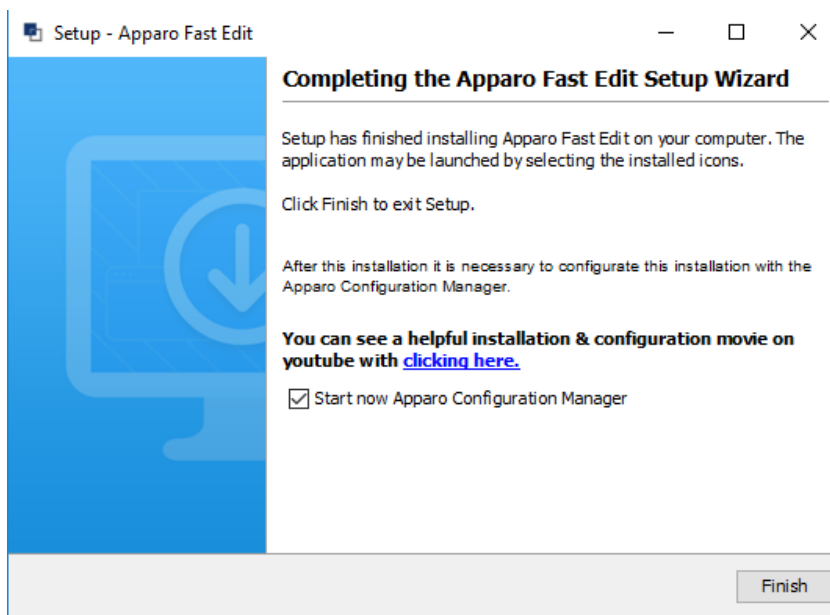 Setup - Apparo Fast Edit
Completing the Apparo Fast Edit Setup Wizard
Setup has finished installing Apparo Fast Edit on your computer. The
application may be launched by selecting the installed icons.
Click Finish to exit Setup.
After this installation it is necessary to configurate this installation with the
Apparo Configuration Manager.
You can see a helpful installation & configuration movie on
youtube with clicking here.
Start now Apparo Configuration Manager
Finish